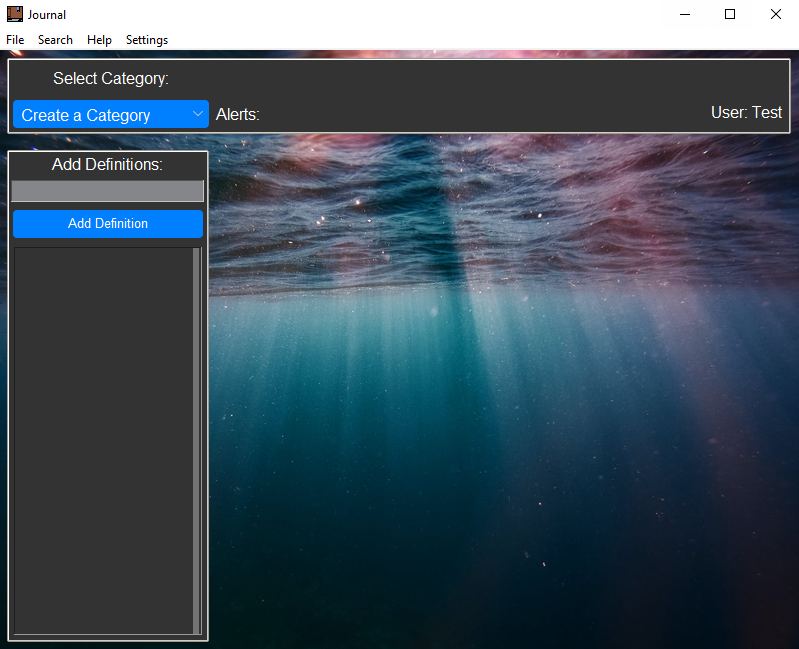 Journal
File Search Help Settings
Select Category:
Create a Category Alerts: User: Test
Add Definitions:
Add Definition